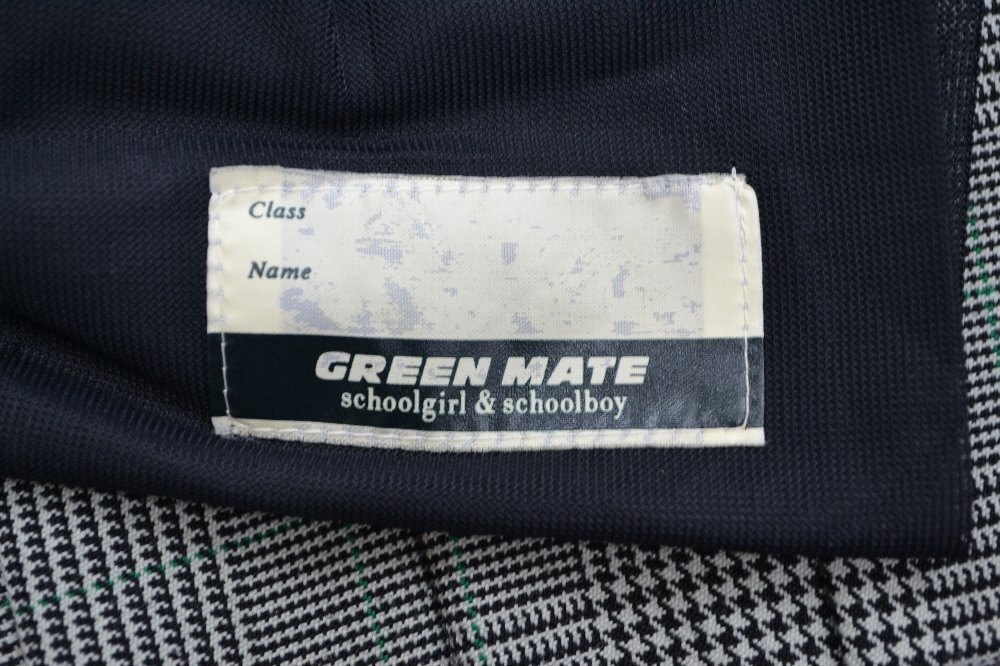 Class
Name
GREEN MATE
schoolgirl & schoolboy